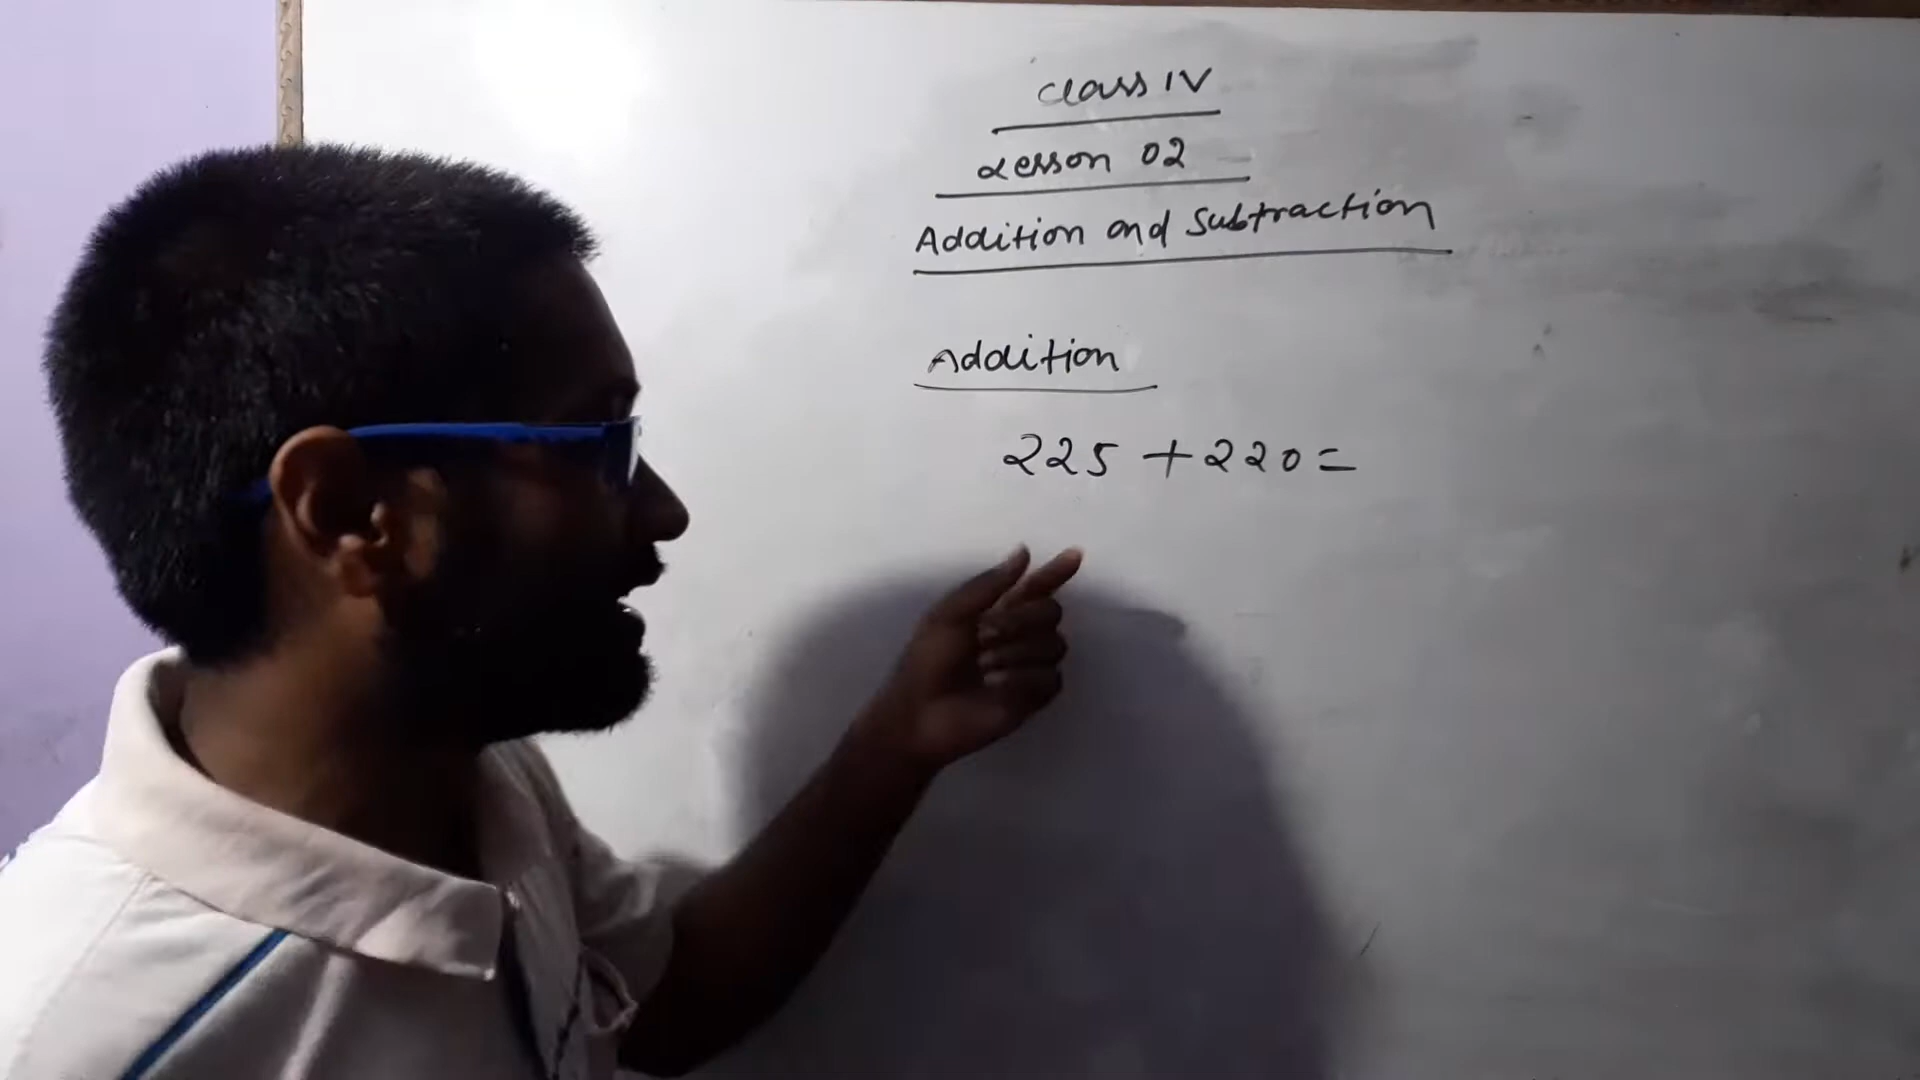 Class IV
Lesson 02
Addition and Subtraction
Addition
225 + 220 =